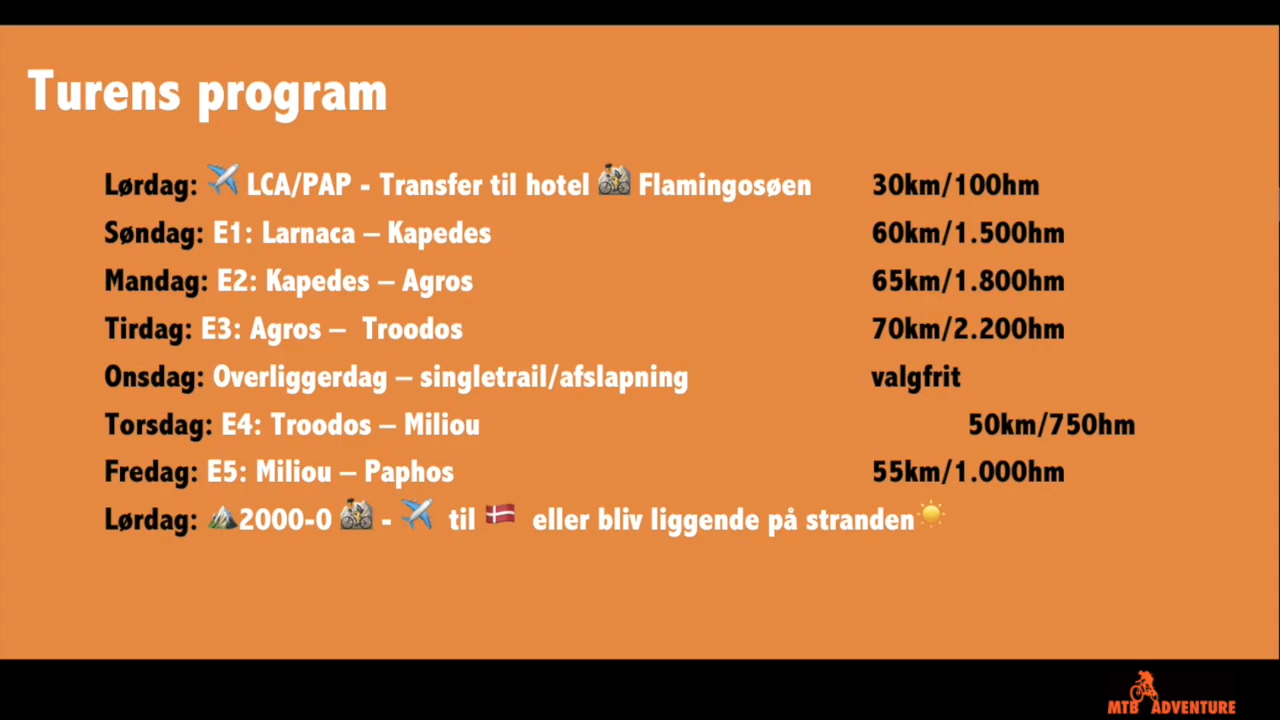 Turens program
Lørdag: ✈️ LCA/PAP - Transfer til hotel 🚵 Flamingosøen 30km/100hm
Søndag: E1: Larnaca – Kapedes 60km/1.500hm
Mandag: E2: Kapedes – Agros 65km/1.800hm
Tirdag: E3: Agros – Troodos 70km/2.200hm
Onsdag: Overliggerdag – singletrail/afslapning valgfrit
Torsdag: E4: Troodos – Miliou 50km/750hm
Fredag: E5: Miliou – Paphos 55km/1.000hm
Lørdag: ⛰️2000-0 🚵 - ✈️ til 🇩🇰 eller bliv liggende på stranden☀️
MTB ADVENTURE